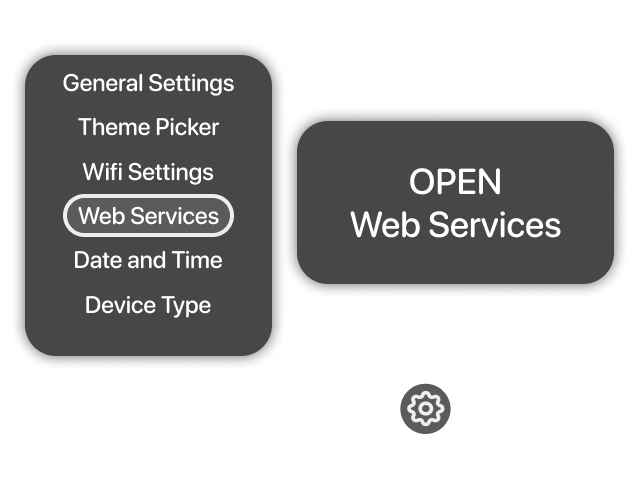 General Settings
Theme Picker
Wifi Settings
Web Services
Date and Time
Device Type
OPEN
Web Services